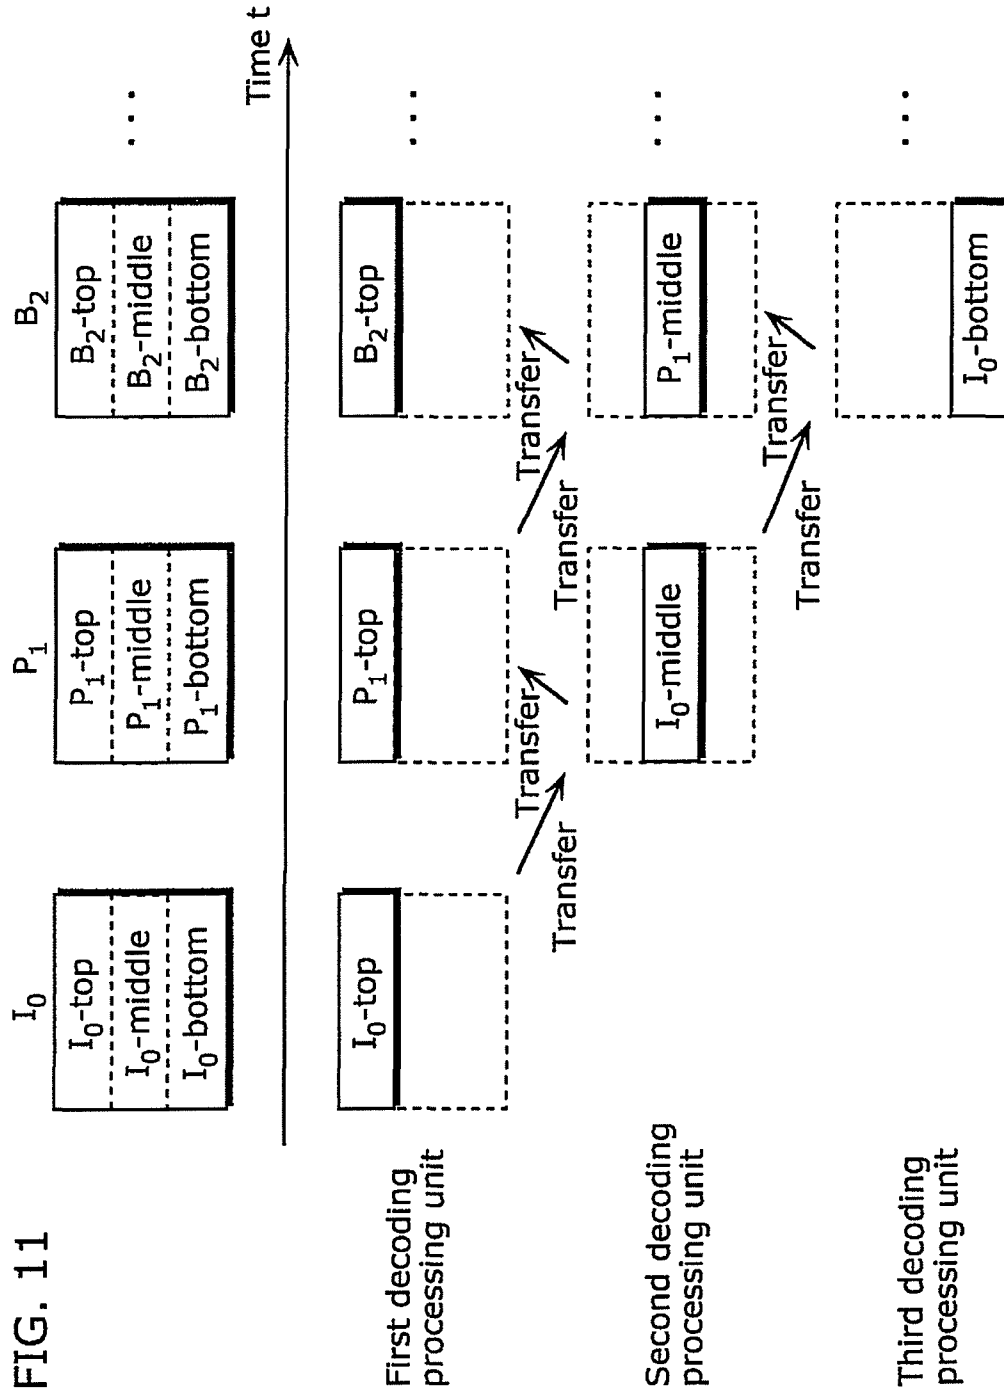 FIG. 11
I₀
P₁
B₂
I₀-top
P₁-top
B₂-top
...
I₀-middle
P₁-middle
B₂-middle
I₀-bottom
P₁-bottom
B₂-bottom
Time t
First decoding
processing unit
I₀-top
P₁-top
B₂-top
...
Transfer
Transfer
Transfer
Transfer
Second decoding
processing unit
I₀-middle
P₁-middle
...
Transfer
Transfer
Third decoding
processing unit
I₀-bottom
...